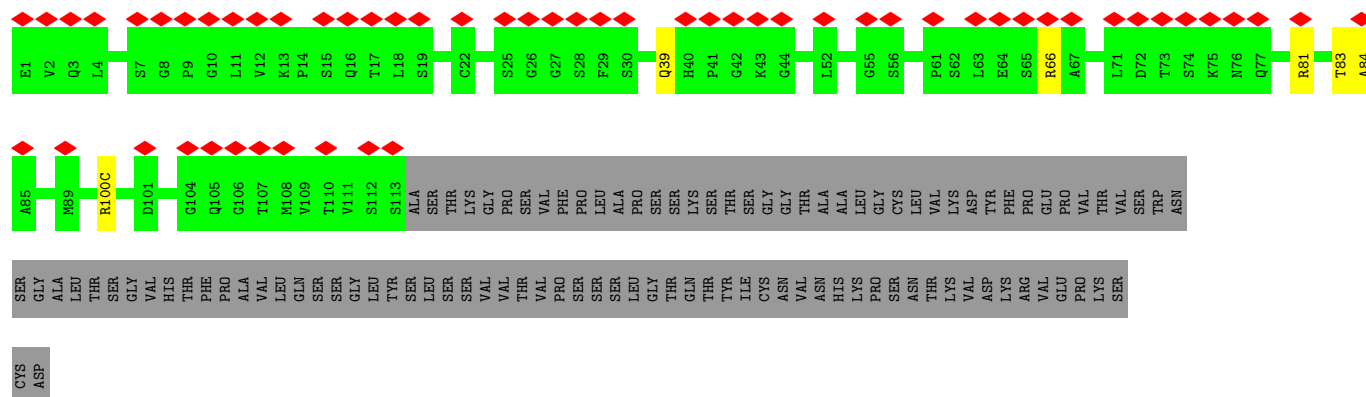 E1 V2 Q3 L4 S7 G8 P9 G10 L11 V12 K13 P14 S15 Q16 T17 L18 S19 C22 S25 G26 G27 S28 F29 S30 Q39 H40 P41 G42 K43 G44 L52 G55 S56 P61 S62 L63 E64 S65 R66 A67 L71 D72 T73 S74 K75 N76 Q77 R81 T83 A84
A85 M89 R100C D101 G104 Q105 G106 T107 M108 V109 T110 V111 S112 S113 ALA SER THR LYS GLY PRO SER VAL PHE PRO LEU ALA PRO SER SER LYS SER THR SER GLY GLY THR ALA ALA LEU GLY CYS LEU VAL LYS ASP TYR PHE PRO GLU PRO VAL THR VAL SER TRP ASN
SER GLY ALA LEU THR SER GLY VAL HIS THR PHE PRO ALA VAL LEU GLN SER SER GLY LEU TYR SER LEU SER SER VAL VAL THR VAL PRO SER SER SER LEU GLY THR GLN THR TYR ILE CYS ASN VAL ASN HIS LYS PRO SER ASN THR LYS VAL ASP LYS ARG VAL GLU PRO LYS SER
CYS ASP